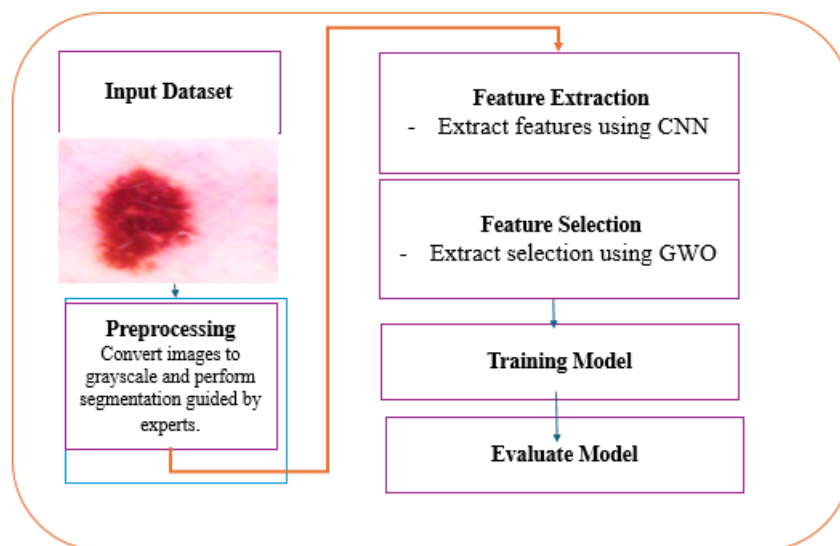 Input Dataset
Preprocessing
Convert images to
grayscale and perform
segmentation guided by
experts.
Feature Extraction
- Extract features using CNN
Feature Selection
- Extract selection using GWO
Training Model
Evaluate Model